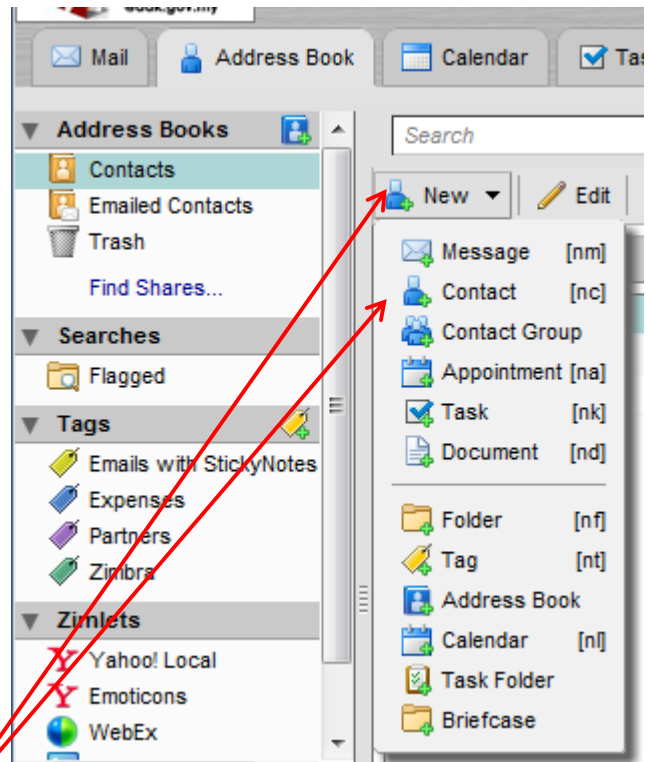 Mail
Address Book
Calendar
Address Books
Contacts
Emailed Contacts
Trash
Find Shares...
Searches
Flagged
Tags
Emails with StickyNotes
Expenses
Partners
Zimbra
Zimlets
Yahoo! Local
Emoticons
WebEx
Search
New
Edit
Message [nm]
Contact [nc]
Contact Group
Appointment [na]
Task [nk]
Document [nd]
Folder [nf]
Tag [nt]
Address Book
Calendar [nl]
Task Folder
Briefcase